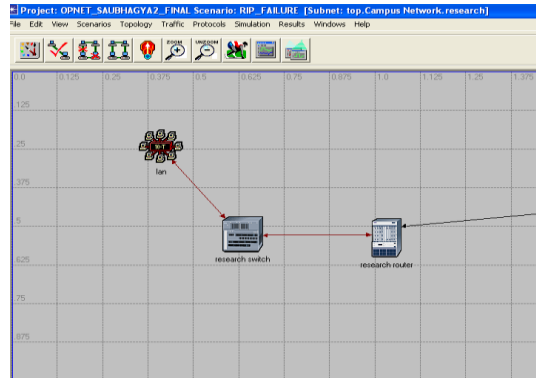 Project: OPNET_SAUBHAGYA2_FINAL Scenario: RIP_FAILURE [Subnet: top.Campus Network.research]
File Edit View Scenarios Topology Traffic Protocols Simulation Results Windows Help
ZOOM UNZOOM
0.0 0.125 0.25 0.375 0.5 0.625 0.75 0.875 1.0 1.125 1.25 1.375
.125
.25
lan
.375
.5
research switch
research router
.625
.75
.875